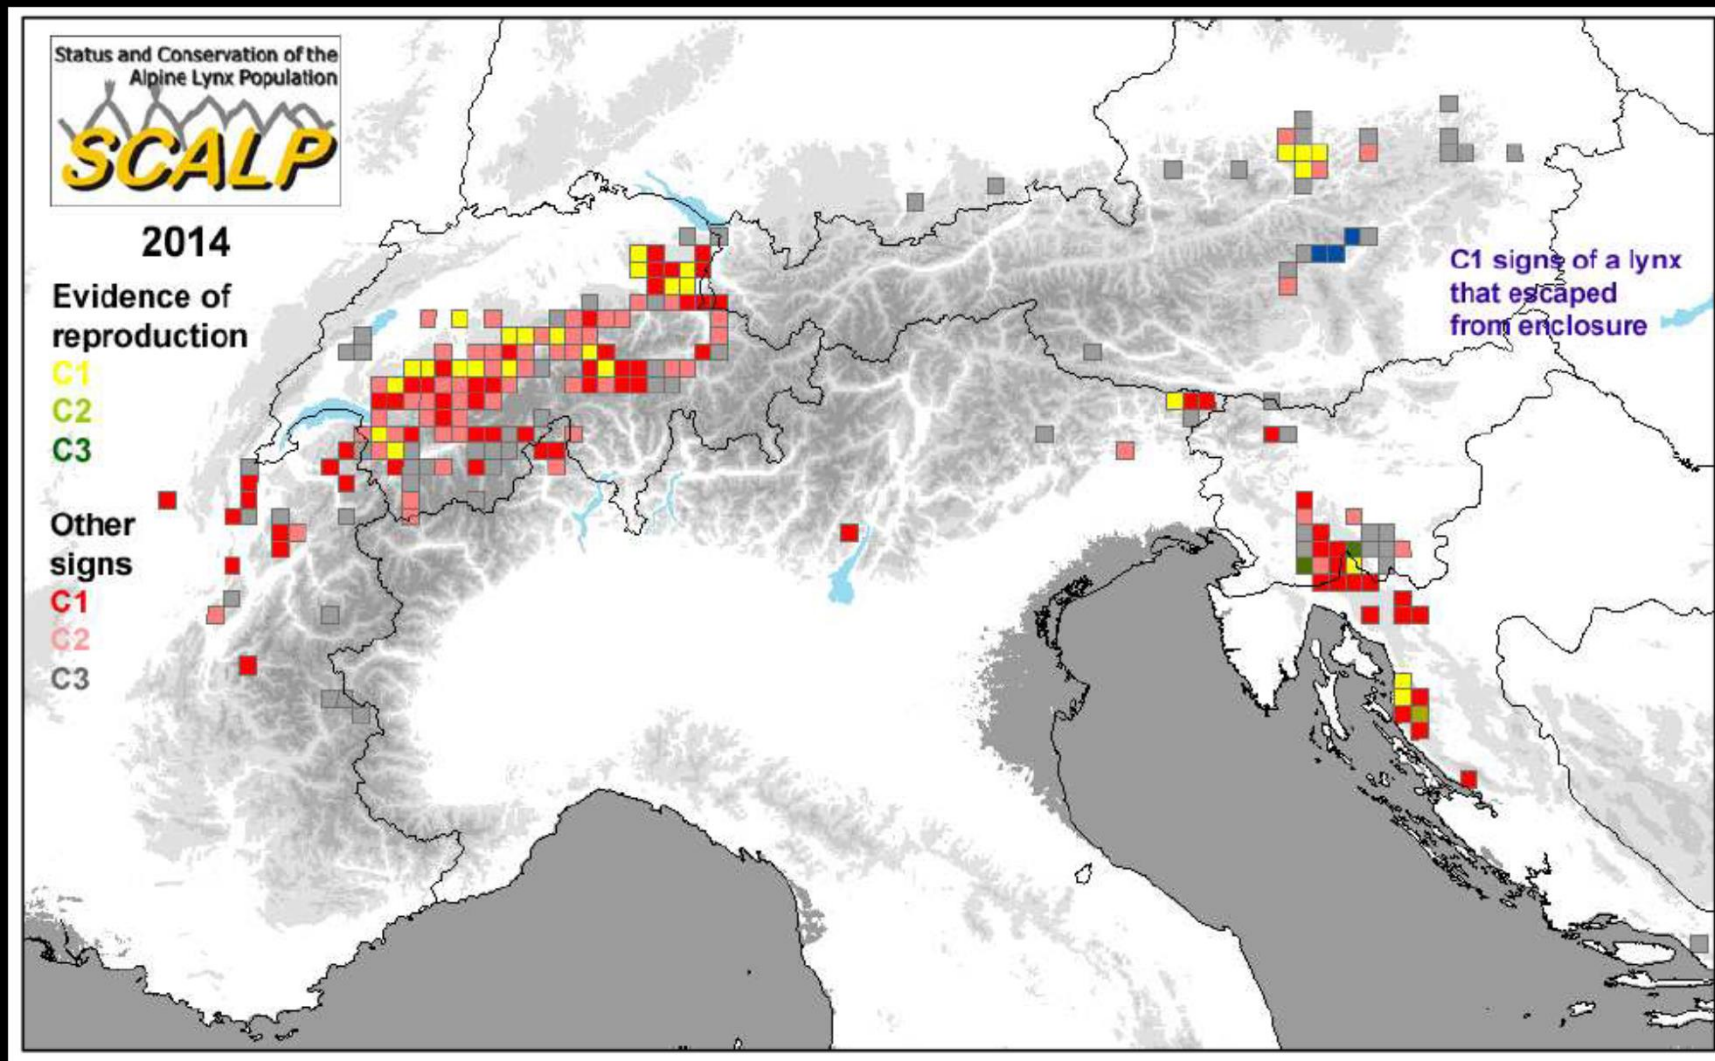 Status and Conservation of the
Alpine Lynx Population
SCALP
2014
Evidence of
reproduction
C1
C2
C3
Other
signs
C1
C2
C3
C1 signs of a lynx
that escaped
from enclosure